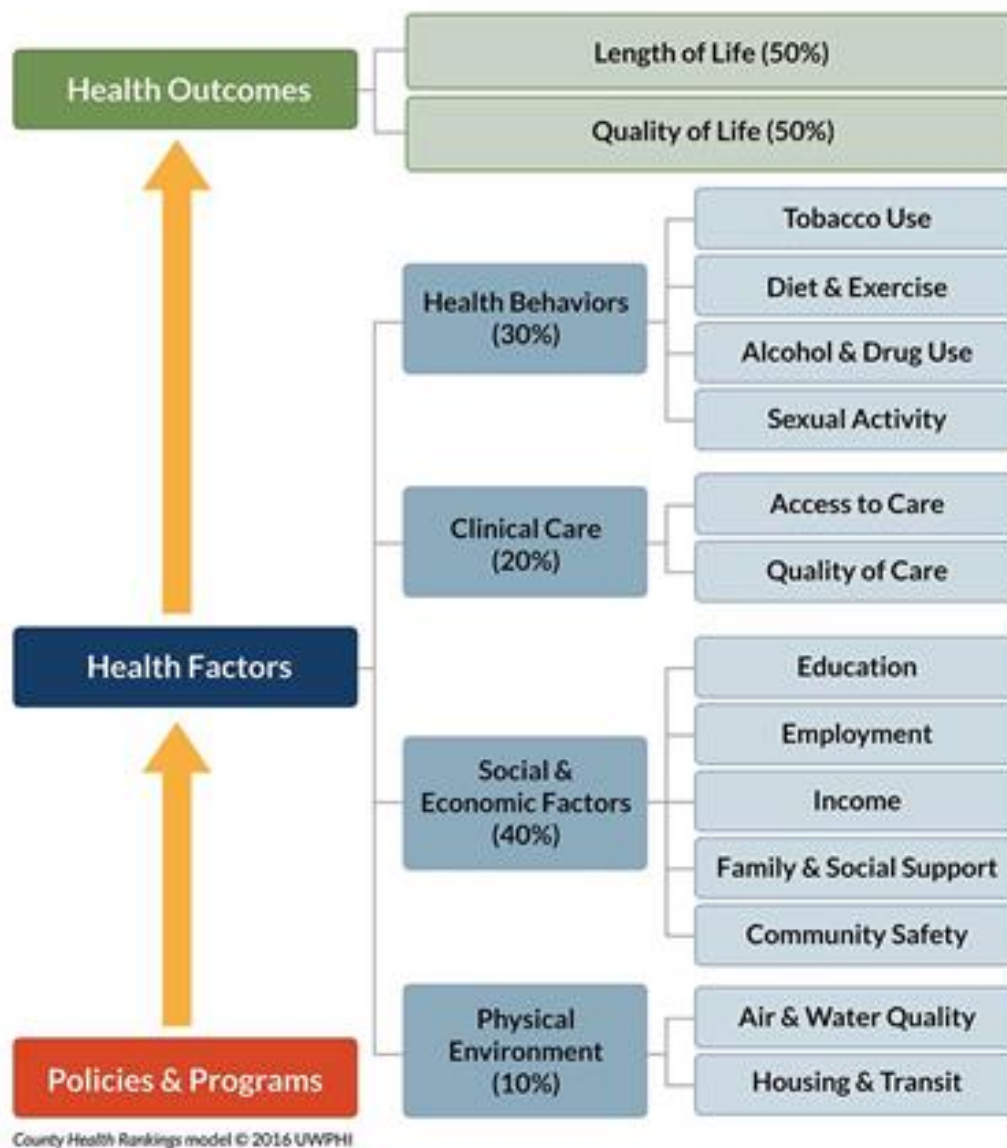 Health Outcomes
Length of Life (50%)
Quality of Life (50%)
Health Behaviors
(30%)
Tobacco Use
Diet & Exercise
Alcohol & Drug Use
Sexual Activity
Clinical Care
(20%)
Access to Care
Quality of Care
Health Factors
Social &
Economic Factors
(40%)
Education
Employment
Income
Family & Social Support
Community Safety
Physical
Environment
(10%)
Air & Water Quality
Housing & Transit
Policies & Programs
County Health Rankings model © 2016 UWPHI